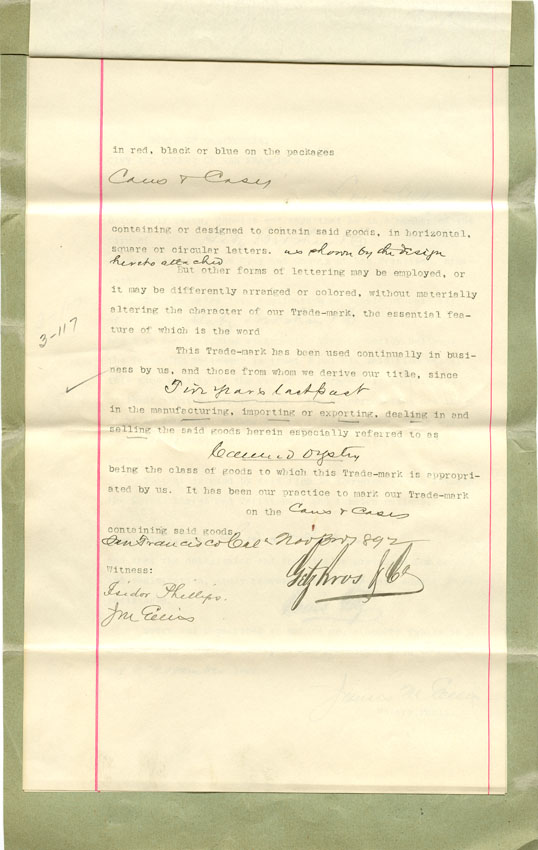 in red, black or blue on the packages
Cans & Cases
containing or designed to contain said goods, in horizontal,
square or circular letters. as shown by the design
hereto attached
But other forms of lettering may be employed, or
it may be differently arranged or colored, without materially
altering the character of our Trade-mark, the essential fea-
ture of which is the word
3-117
This Trade-mark has been used continually in busi-
ness by us, and those from whom we derive our title, since
Five years last past
in the manufacturing, importing or exporting, dealing in and
selling the said goods herein especially referred to as
Canned Oysters
being the class of goods to which this Trade-mark is appropri-
ated by us. It has been our practice to mark our Trade-mark
on the Cans & Cases
containing said goods.
San Francisco Cal Nov 1892
Witness:
Bros & Co
Isidor Phillips.
J M Elias
James M